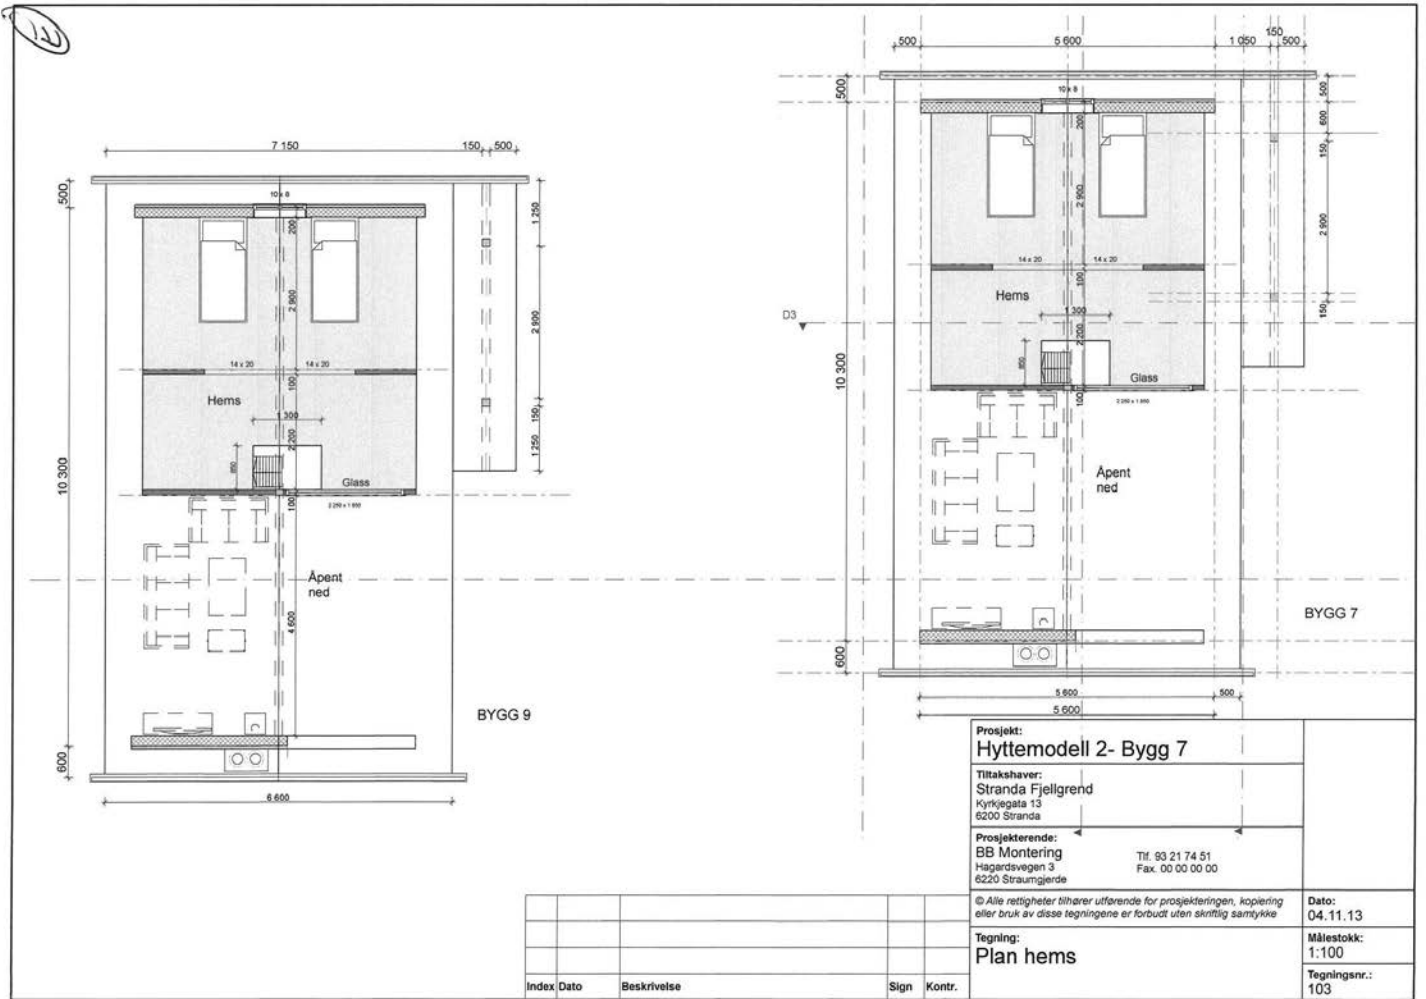 7 150
150
500
500
10 x 8
200
1 250
2 900
2 900
14 x 20
14 x 20
100
Hems
1 300
2 200
150
850
1 250
Glass
100
2 250 x 1 950
10 300
Åpent
ned
4 600
BYGG 9
600
6 600
500
5 600
1 050
150
500
500
10 x 8
200
500
600
150
2 900
2 900
14 x 20
14 x 20
100
Hems
1 300
2 200
150
D3
850
Glass
100
2 250 x 1 950
10 300
Åpent
ned
BYGG 7
600
5 600
500
5 600
Prosjekt:
Hyttemodell 2- Bygg 7
Tiltakshaver:
Stranda Fjellgrend
Kyrkjegata 13
6200 Stranda
Prosjekterende:
BB Montering
Hagardsvegen 3
6220 Straumgjerde
Tlf. 93 21 74 51
Fax. 00 00 00 00
© Alle rettigheter tilhører utførende for prosjekteringen, kopiering
eller bruk av disse tegningene er forbudt uten skriftlig samtykke
Dato:
04.11.13
Tegning:
Plan hems
Målestokk:
1:100
Tegningsnr.:
103
Index Dato Beskrivelse Sign Kontr.